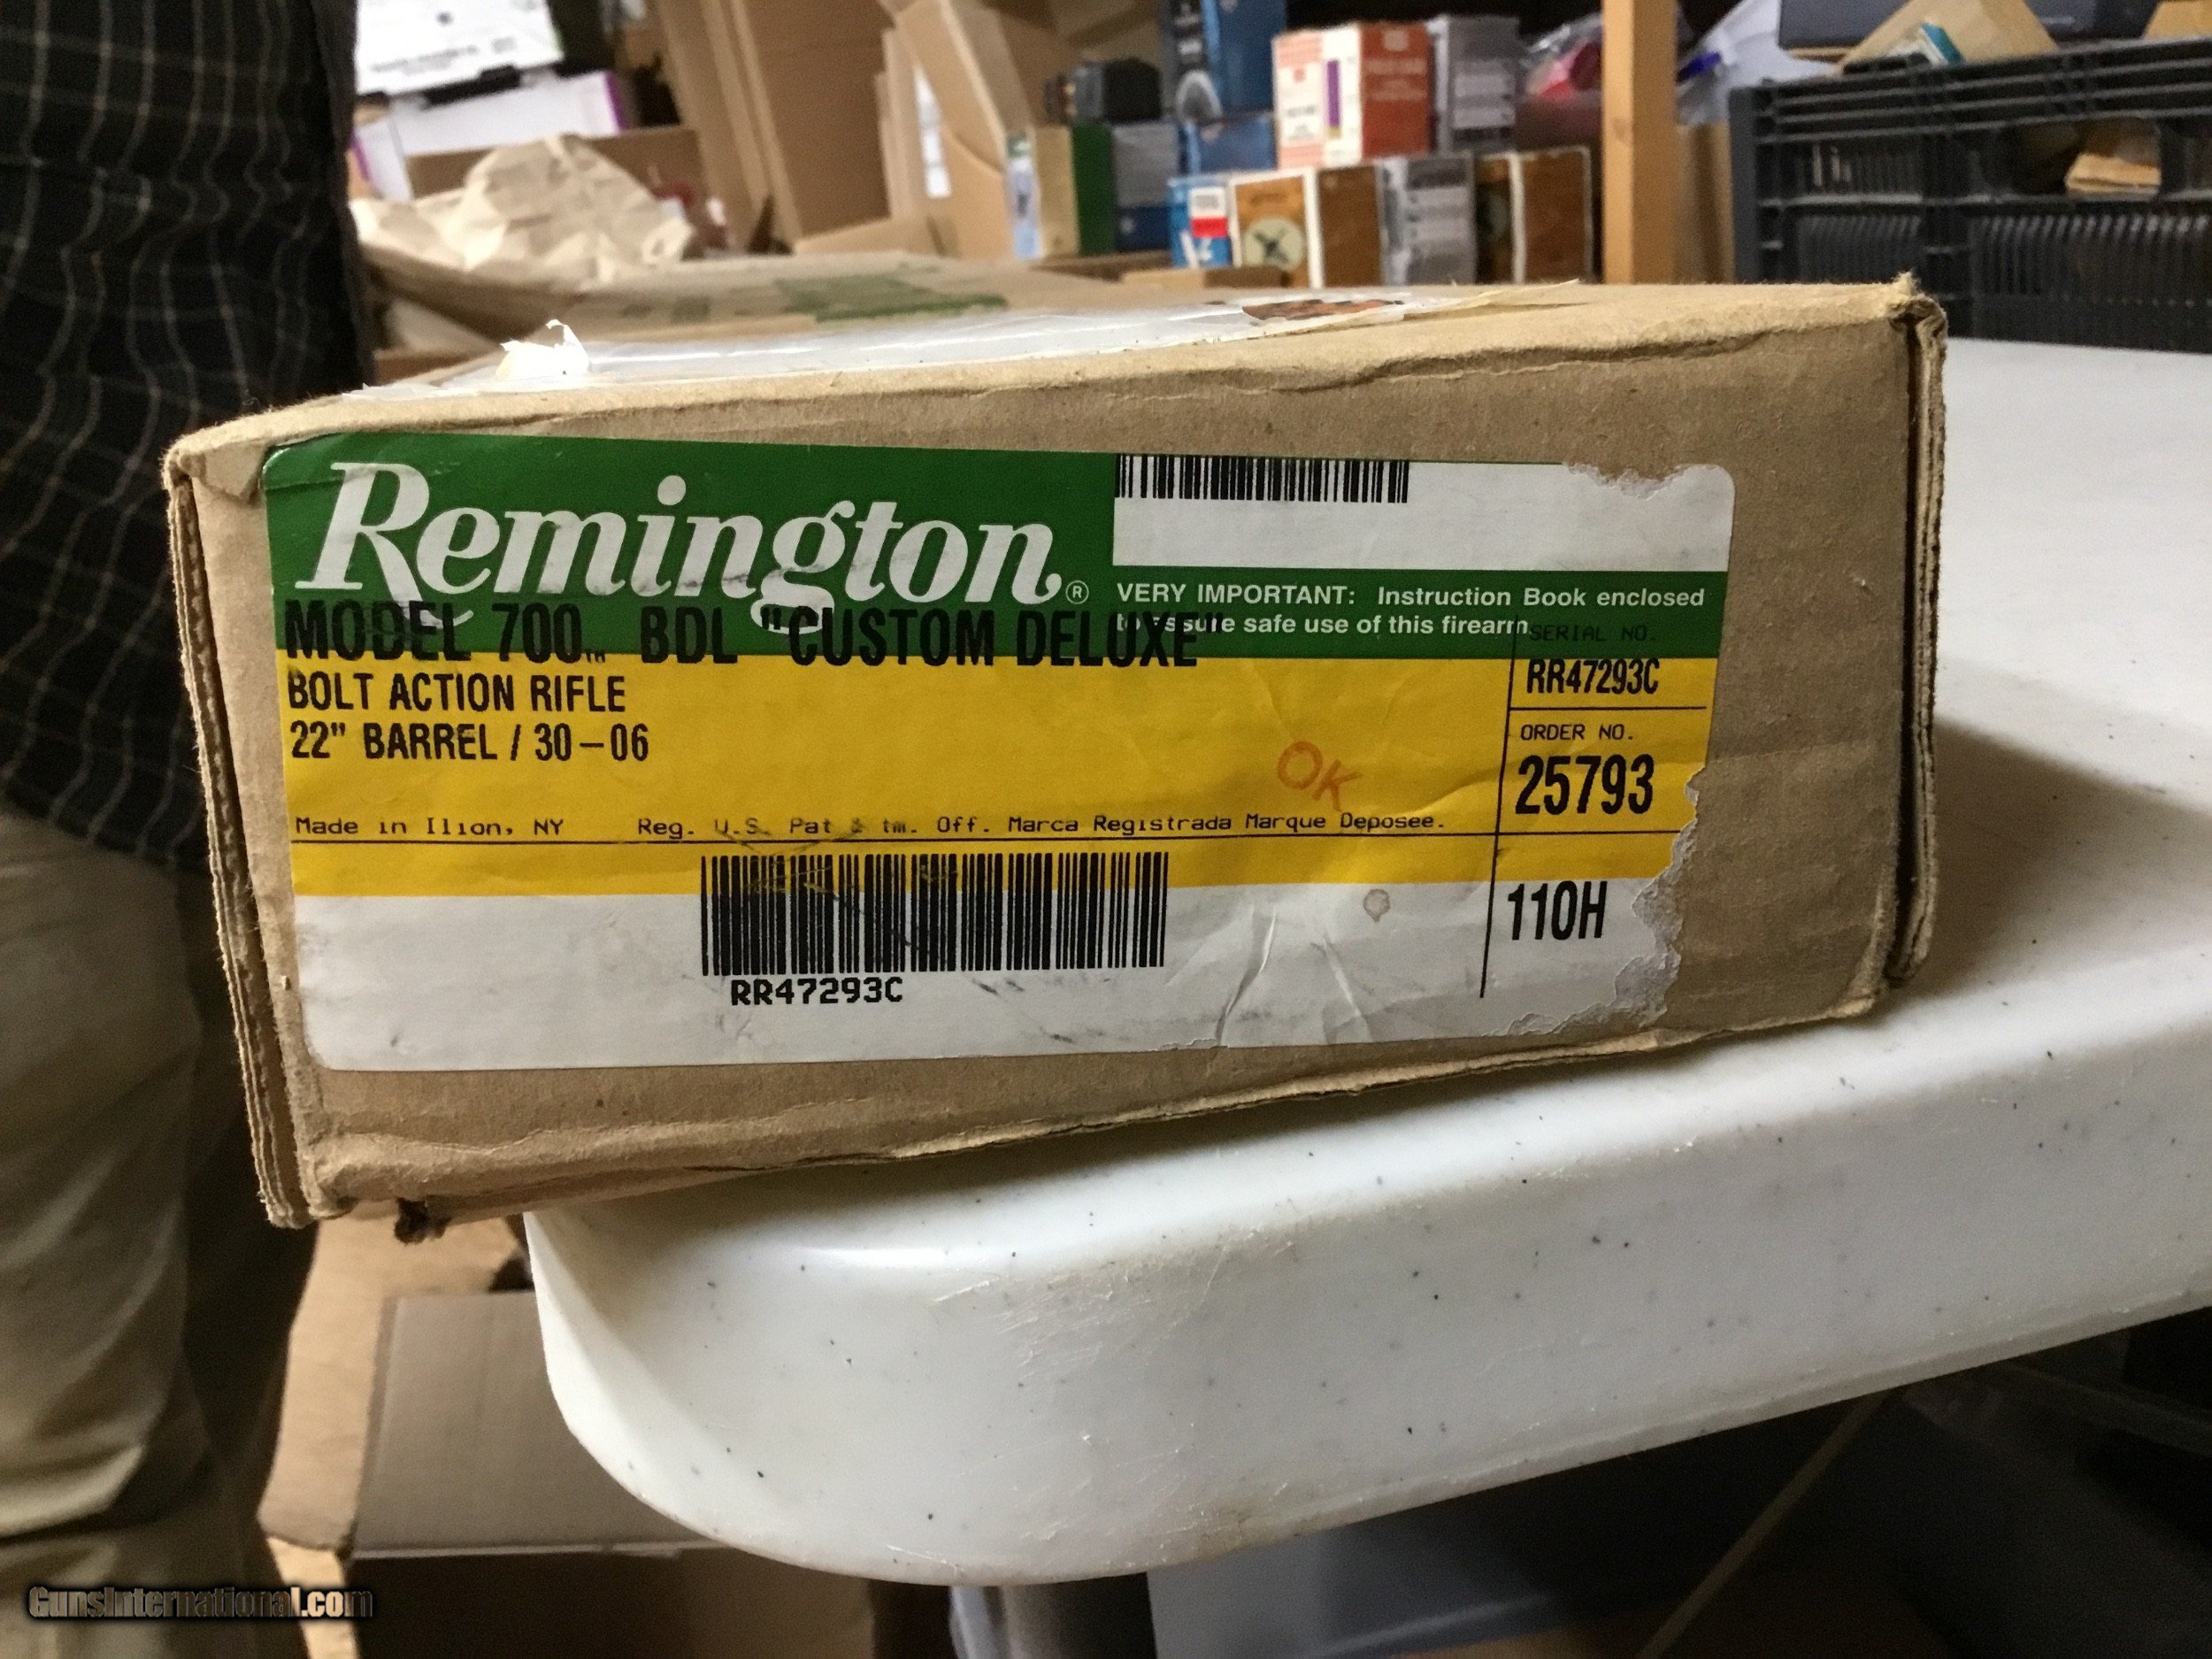 Remington®
VERY IMPORTANT: Instruction Book enclosed
to assure safe use of this firearm.
MODEL 700™ BDL "CUSTOM DELUXE"
SERIAL NO.
RR47293C
BOLT ACTION RIFLE
22" BARREL / 30-06
ORDER NO.
25793
OK
Made in Ilion, NY Reg. U.S. Pat & tm. Off. Marca Registrada Marque Deposee.
110H
RR47293C
GunsInternational.com